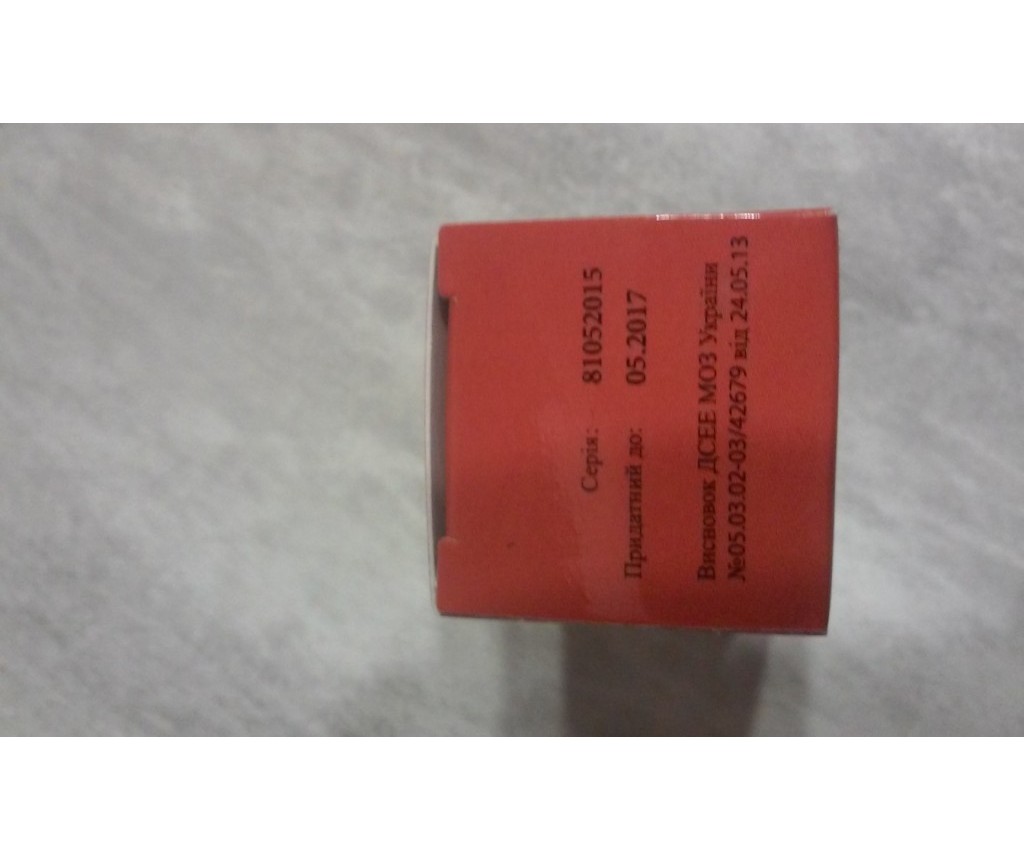 Серія: 81052015
Придатний до: 05.2017
Висновок ДСЕЕ МОЗ України
№05.03.02-03/42679 від 24.05.13